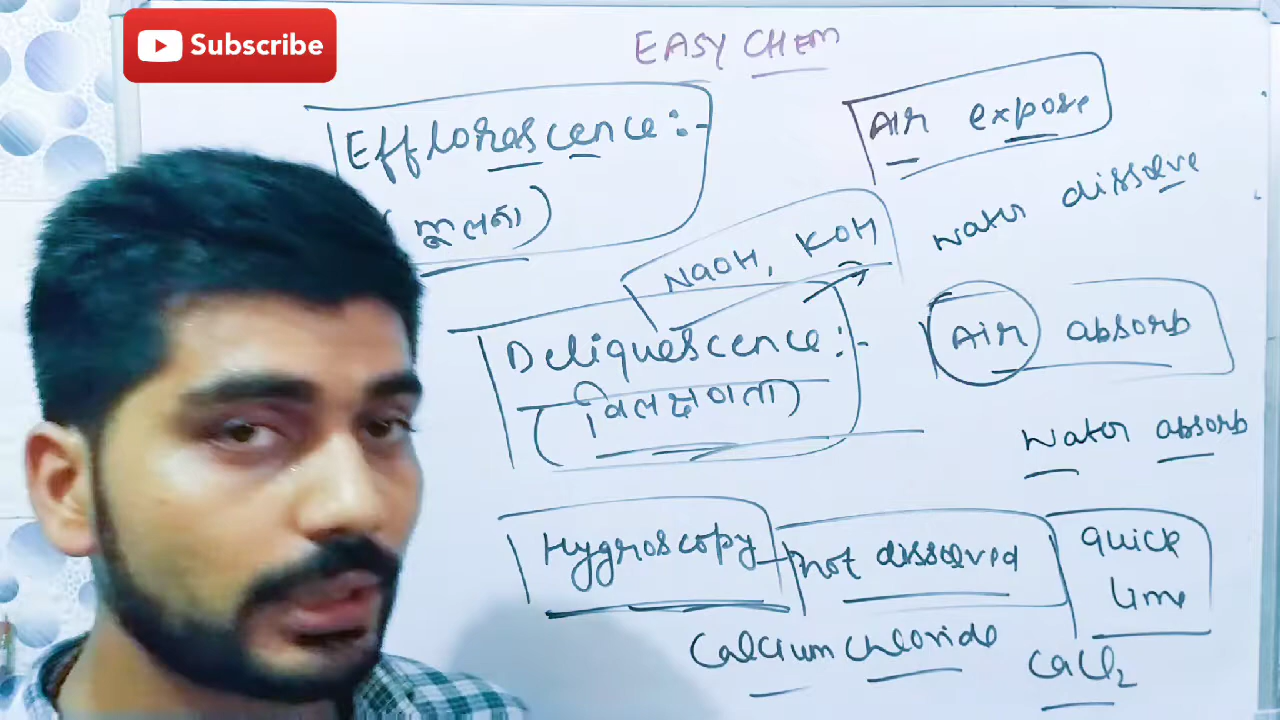 Subscribe
EASY CHEM
Efflorescence :-
Air expose
water dissolve
NaOH, KOH
Air absorb
Deliquescence :-
water absorb
Hygroscopy
not dissolved
quick
lime
Calcium chloride
CaCl2